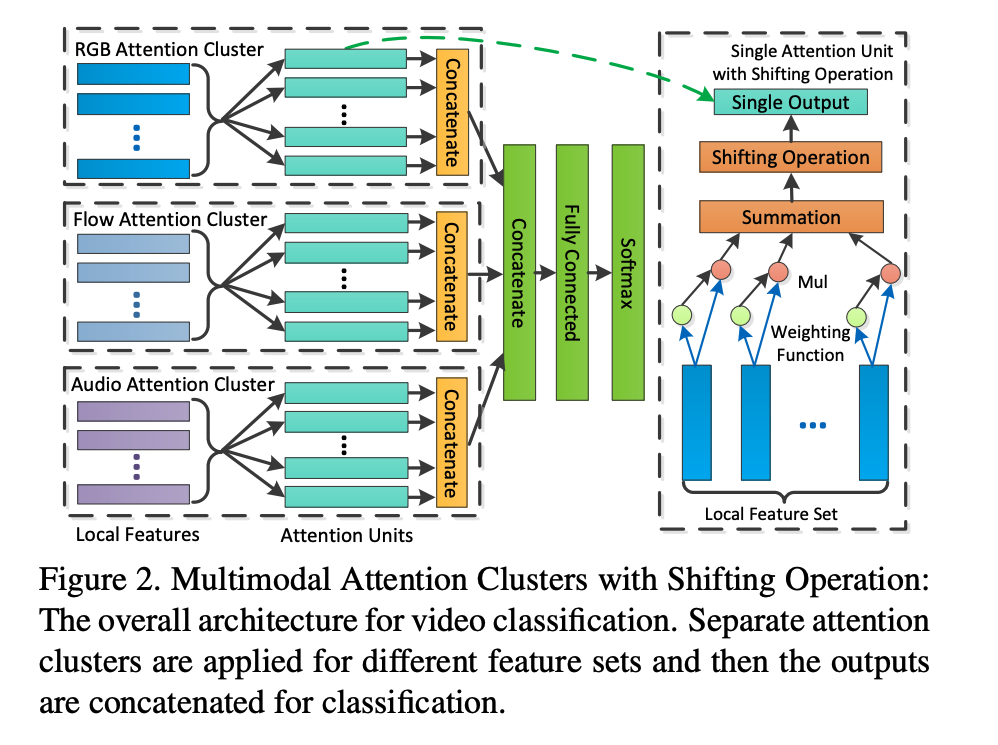 RGB Attention Cluster
Concatenate
Flow Attention Cluster
Concatenate
Audio Attention Cluster
Concatenate
Local Features
Attention Units
Concatenate
Fully Connected
Softmax
Single Attention Unit
with Shifting Operation
Single Output
Shifting Operation
Summation
Mul
Weighting
Function
Local Feature Set
Figure 2. Multimodal Attention Clusters with Shifting Operation:
The overall architecture for video classification. Separate attention
clusters are applied for different feature sets and then the outputs
are concatenated for classification.